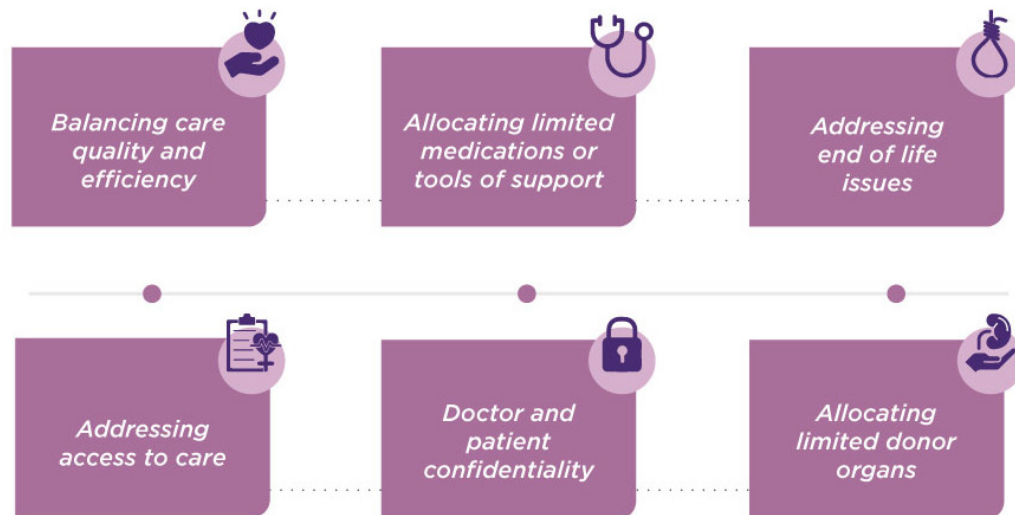 Balancing care
quality and
efficiency
Allocating limited
medications or
tools of support
Addressing
end of life
issues
Addressing
access to care
Doctor and
patient
confidentiality
Allocating
limited donor
organs